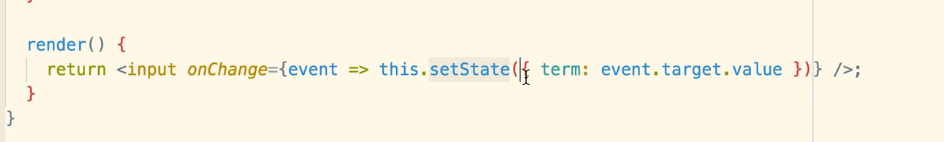 render() {
return <input onChange={event => this.setState({ term: event.target.value })} />;
}
}